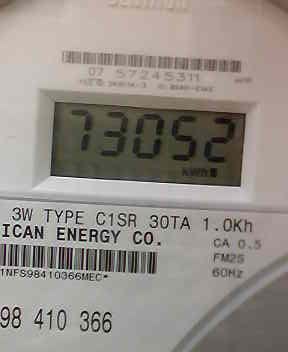 07 57245311
73052
kWh
3W TYPE C1SR 30TA 1.0Kh
ICAN ENERGY CO.
CA 0.5
FM2S
60Hz
1NFS98410366MEC*
98 410 366